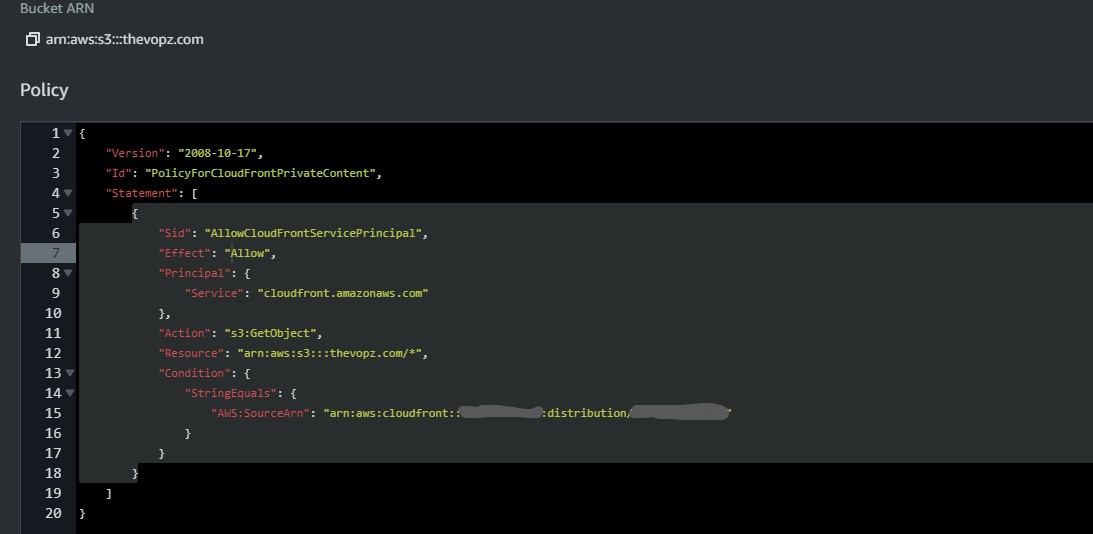 Bucket ARN
arn:aws:s3:::thevopz.com
Policy
1 {
2 "Version": "2008-10-17",
3 "Id": "PolicyForCloudFrontPrivateContent",
4 "Statement": [
5 {
6 "Sid": "AllowCloudFrontServicePrincipal",
7 "Effect": "Allow",
8 "Principal": {
9 "Service": "cloudfront.amazonaws.com"
10 },
11 "Action": "s3:GetObject",
12 "Resource": "arn:aws:s3:::thevopz.com/*",
13 "Condition": {
14 "StringEquals": {
15 "AWS:SourceArn": "arn:aws:cloudfront:: :distribution/ "
16 }
17 }
18 }
19 ]
20 }